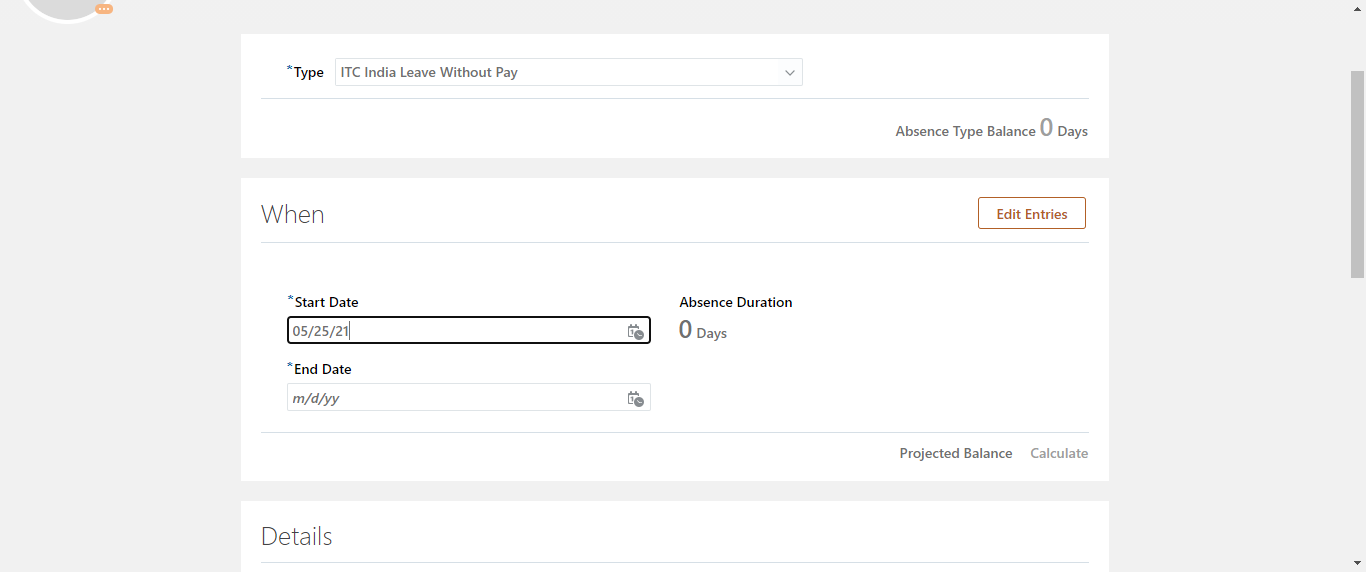 *Type ITC India Leave Without Pay
Absence Type Balance 0 Days
When Edit Entries
*Start Date Absence Duration
05/25/21 0 Days
*End Date
m/d/yy
Projected Balance Calculate
Details